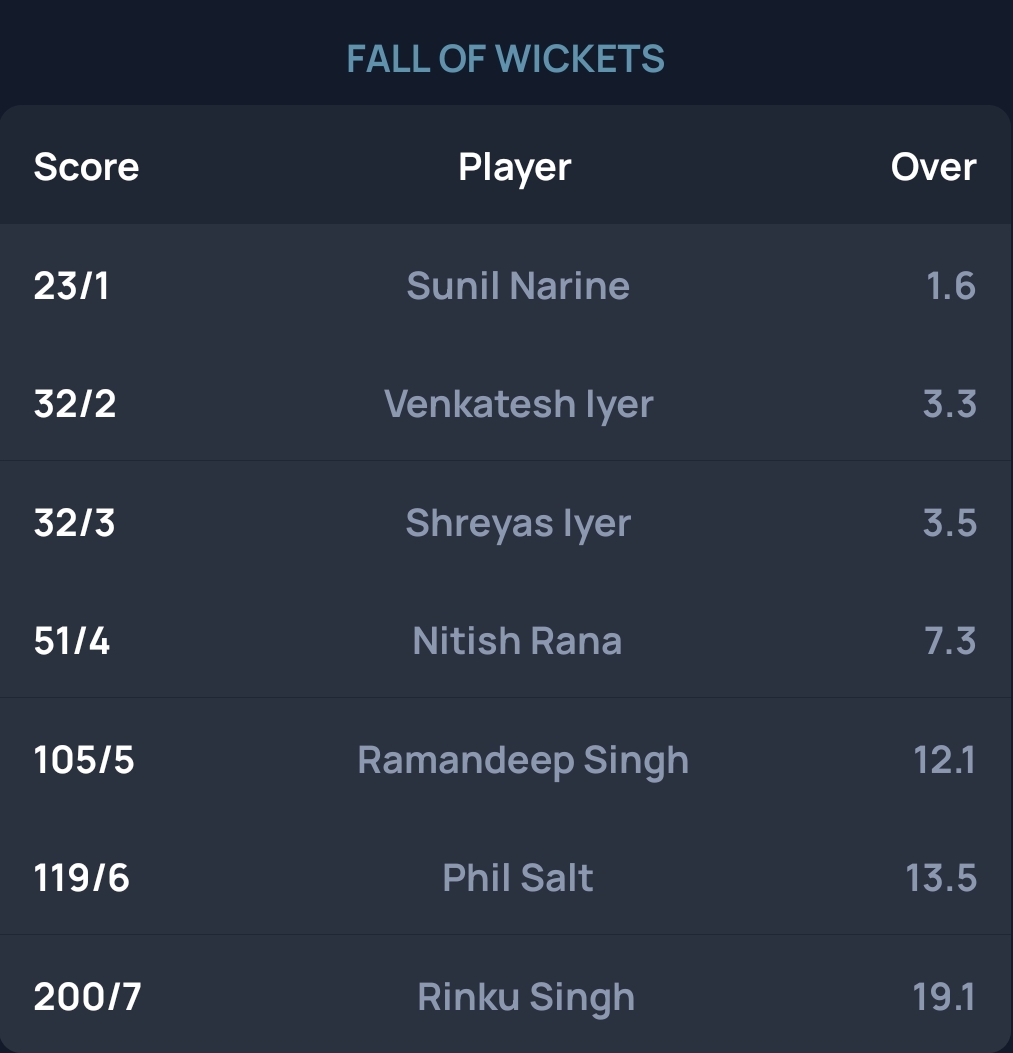 FALL OF WICKETS
Score Player Over
23/1 Sunil Narine 1.6
32/2 Venkatesh Iyer 3.3
32/3 Shreyas Iyer 3.5
51/4 Nitish Rana 7.3
105/5 Ramandeep Singh 12.1
119/6 Phil Salt 13.5
200/7 Rinku Singh 19.1